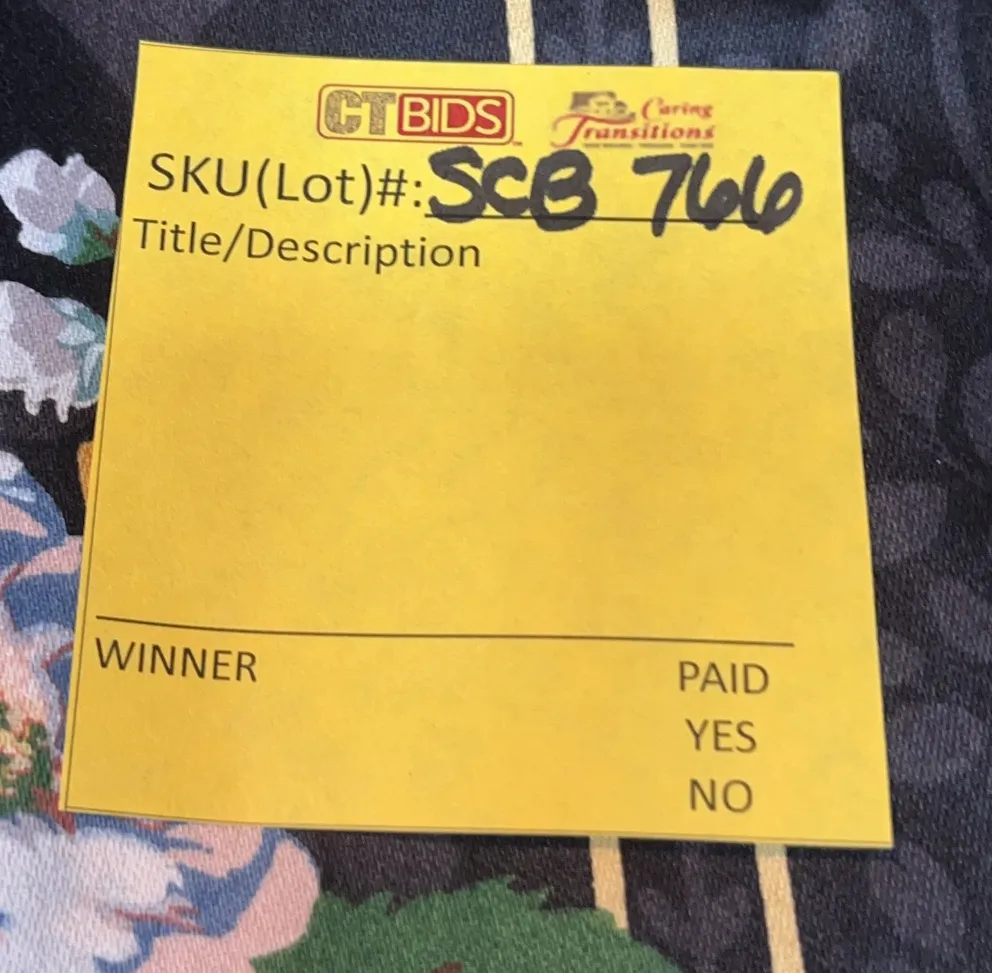 CTBIDS Caring Transitions
SKU(Lot)#: SCB 766
Title/Description
WINNER PAID
YES
NO